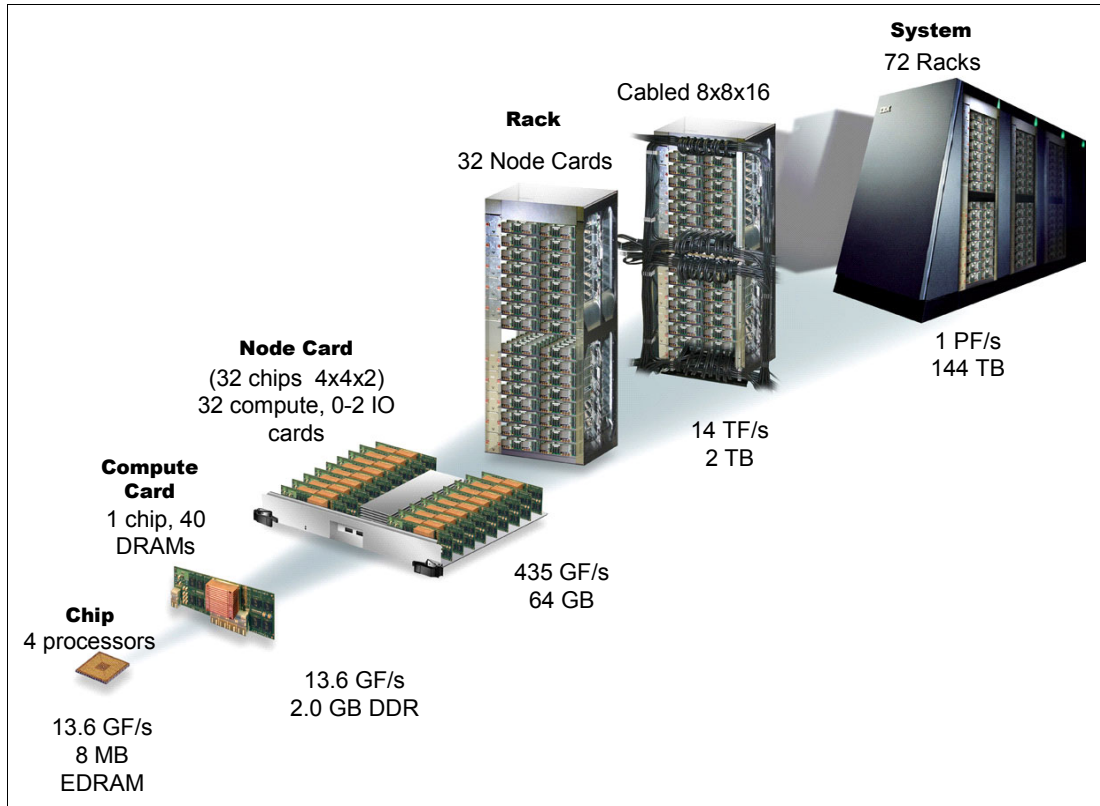 System
72 Racks
Cabled 8x8x16
Rack
32 Node Cards
1 PF/s
144 TB
14 TF/s
2 TB
Node Card
(32 chips 4x4x2)
32 compute, 0-2 IO
cards
435 GF/s
64 GB
Compute
Card
1 chip, 40
DRAMs
13.6 GF/s
2.0 GB DDR
Chip
4 processors
13.6 GF/s
8 MB
EDRAM